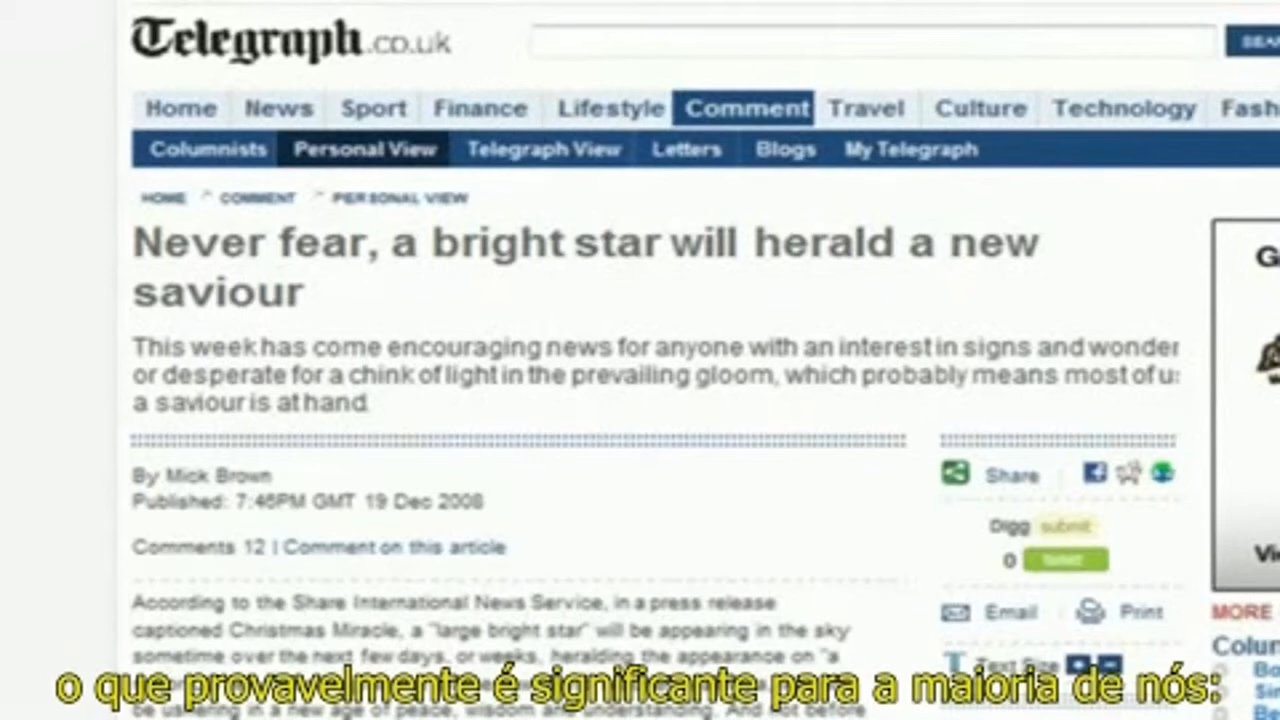 Telegraph.co.uk
Home News Sport Finance Lifestyle Comment Travel Culture Technology Fash
Columnists Personal View Telegraph View Letters Blogs My Telegraph
HOME COMMENT PERSONAL VIEW
Never fear, a bright star will herald a new
saviour
This week has come encouraging news for anyone with an interest in signs and wonder
or desperate for a chink of light in the prevailing gloom, which probably means most of us
a saviour is at hand.
By Mick Brown
Published: 7:46PM GMT 19 Dec 2008
Share
Digg submit
Comments 12 | Comment on this article
0 tweet
According to the Share International News Service, in a press release
captioned Christmas Miracle, a "large bright star" will be appearing in the sky
sometime over the next few days, or weeks, heralding the appearance on "a
Email Print
Text Size
be ushering in a new age of peace, wisdom and understanding. And not before
MORE
Colum
o que provavelmente é significante para a maioria de nós: